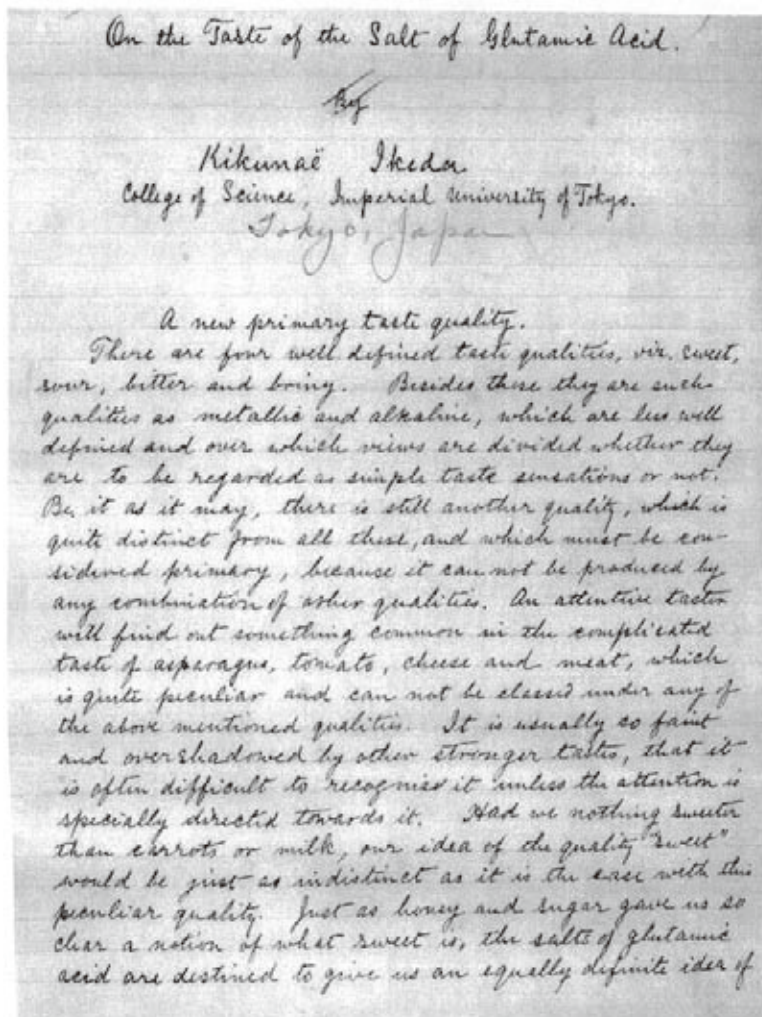 On the Taste of the Salt of Glutamic Acid.
By
Kikunaë Ikeda
College of Science, Imperial University of Tokyo.
Tokyo, Japan
A new primary taste quality.
There are four well defined taste qualities, viz. sweet,
sour, bitter and briny. Besides these they are such
qualities as metallic and alkaline, which are less well
defined and over which views are divided whether they
are to be regarded as simple taste sensations or not.
Be it as it may, there is still another quality, which is
quite distinct from all these, and which must be con-
sidered primary, because it can not be produced by
any combination of other qualities. An attentive taster
will find out something common in the complicated
taste of asparagus, tomato, cheese and meat, which
is quite peculiar and can not be classed under any of
the above mentioned qualities. It is usually so faint
and overshadowed by other stronger tastes, that it
is often difficult to recognise it unless the attention is
specially directed towards it. Had we nothing sweeter
than carrots or milk, our idea of the quality "sweet"
would be just as indistinct as it is the case with this
peculiar quality. Just as honey and sugar gave us so
clear a notion of what sweet is, the salts of glutamic
acid are destined to give us an equally definite idea of